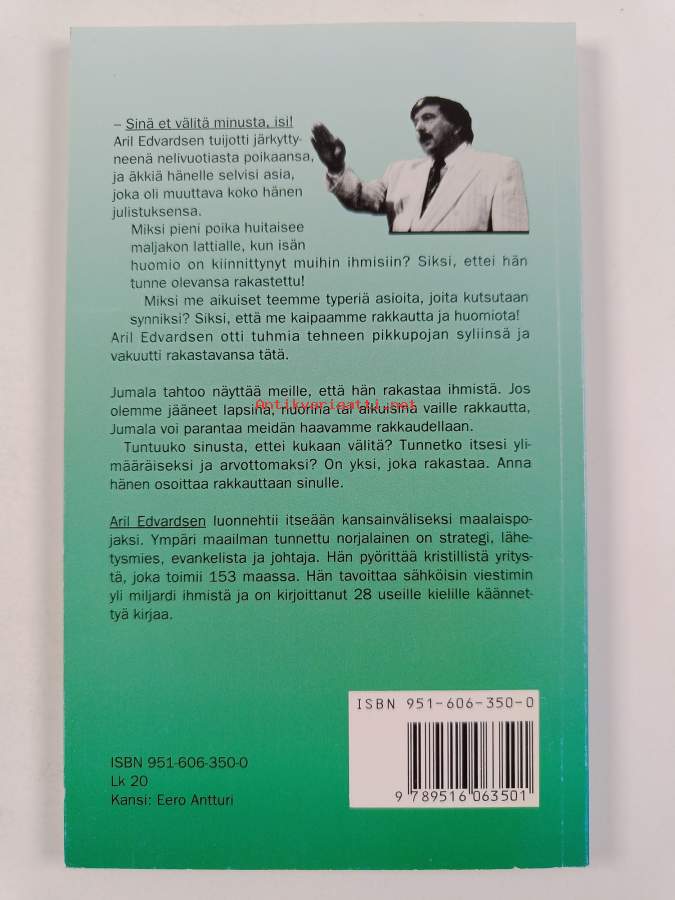 – Sinä et välitä minusta, isi!
Aril Edvardsen tuijotti järkytty-
neenä nelivuotiasta poikaansa,
ja äkkiä hänelle selvisi asia,
joka oli muuttava koko hänen
julistuksensa.
Miksi pieni poika huitaisee
maljakon lattialle, kun isän
huomio on kiinnittynyt muihin ihmisiin? Siksi, ettei hän
tunne olevansa rakastettu!
Miksi me aikuiset teemme typeriä asioita, joita kutsutaan
synniksi? Siksi, että me kaipaamme rakkautta ja huomiota!
Aril Edvardsen otti tuhmia tehneen pikkupojan syliinsä ja
vakuutti rakastavansa tätä.
Jumala tahtoo näyttää meille, että hän rakastaa ihmistä. Jos
Antikvariaatti.net
olemme jääneet lapsina, nuorina tai aikuisina vaille rakkautta,
Jumala voi parantaa meidän haavamme rakkaudellaan.
Tuntuuko sinusta, ettei kukaan välitä? Tunnetko itsesi yli-
määräiseksi ja arvottomaksi? On yksi, joka rakastaa. Anna
hänen osoittaa rakkauttaan sinulle.
Aril Edvardsen luonnehtii itseään kansainväliseksi maalaispo-
jaksi. Ympäri maailman tunnettu norjalainen on strategi, lähe-
tysmies, evankelista ja johtaja. Hän pyörittää kristillistä yritys-
tä, joka toimii 153 maassa. Hän tavoittaa sähköisin viestimin
yli miljardi ihmistä ja on kirjoittanut 28 useille kielille käännet-
tyä kirjaa.
ISBN 951-606-350-0
9 789516 063501
ISBN 951-606-350-0
Lk 20
Kansi: Eero Antturi